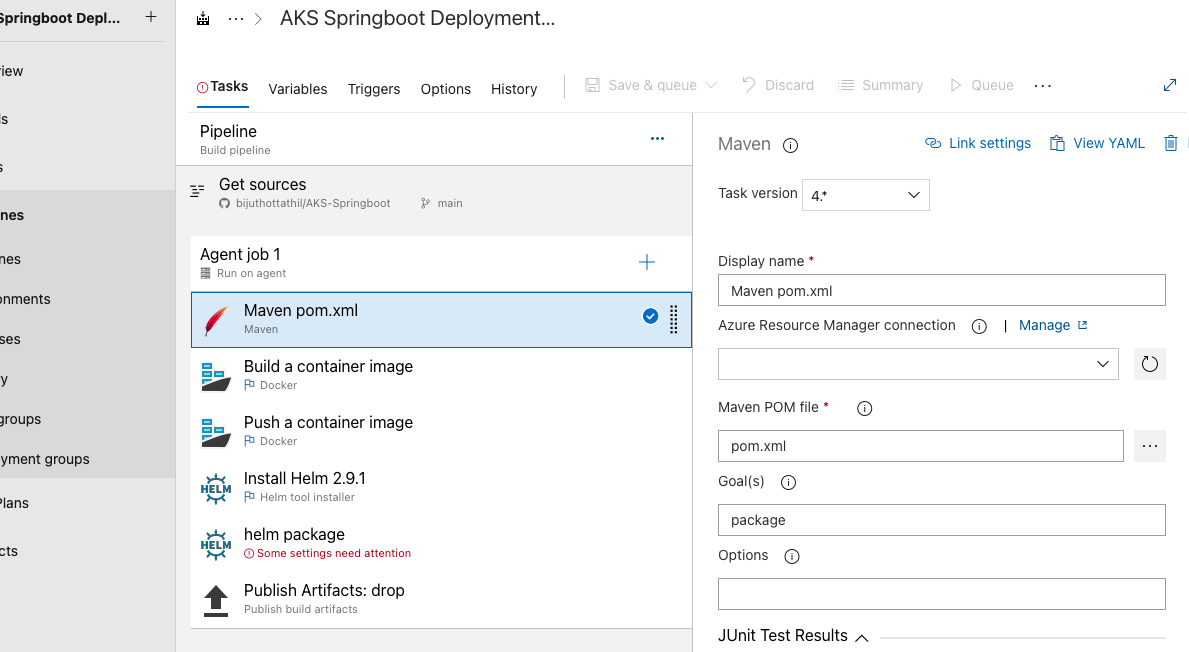 Springboot Depl... +
... > AKS Springboot Deployment...
iew
Tasks Variables Triggers Options History Save & queue Discard Summary Queue ...
ls
s
nes
nes
onments
ses
y
groups
yment groups
Plans
cts
Pipeline
Build pipeline
...
Get sources
bijuthottathil/AKS-Springboot main
Agent job 1
Run on agent
Maven pom.xml
Maven
Build a container image
Docker
Push a container image
Docker
HELM Install Helm 2.9.1
Helm tool installer
HELM helm package
Some settings need attention
Publish Artifacts: drop
Publish build artifacts
Maven Link settings View YAML
Task version 4.*
Display name *
Maven pom.xml
Azure Resource Manager connection | Manage
Maven POM file *
pom.xml ...
Goal(s)
package
Options
JUnit Test Results